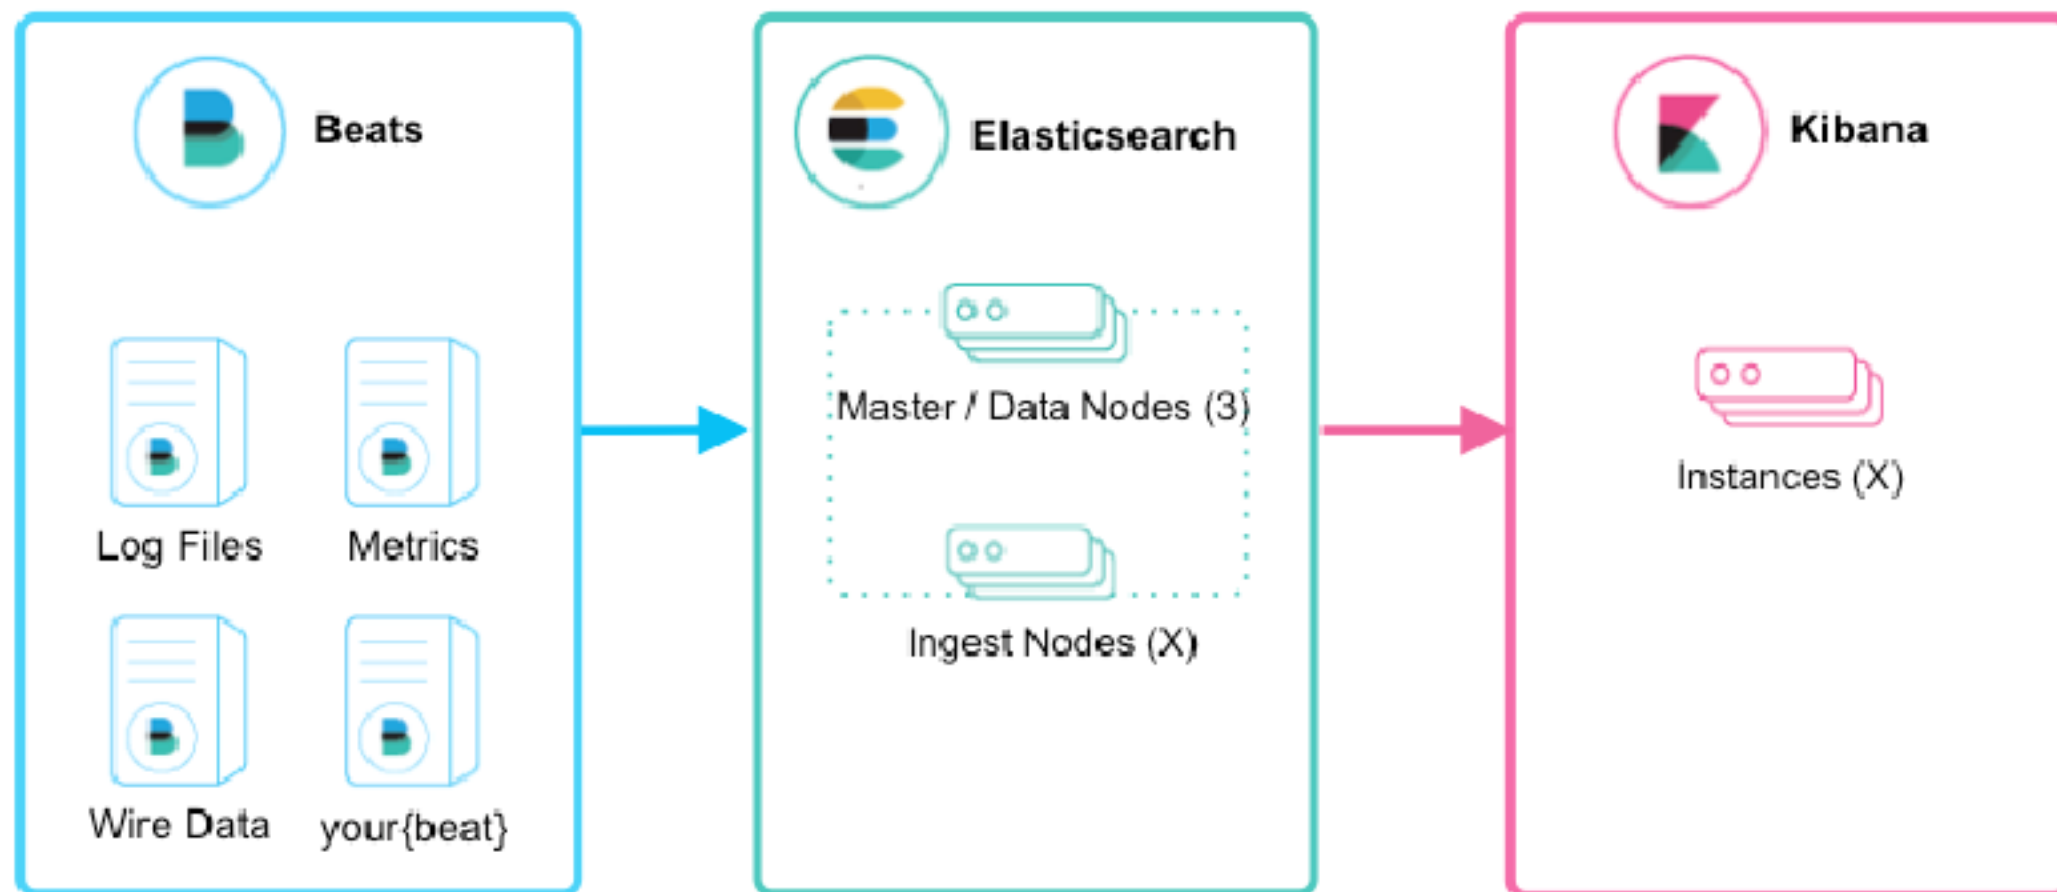 Beats
Log Files
Metrics
Wire Data
your{beat}
Elasticsearch
Master / Data Nodes (3)
Ingest Nodes (X)
Kibana
Instances (X)